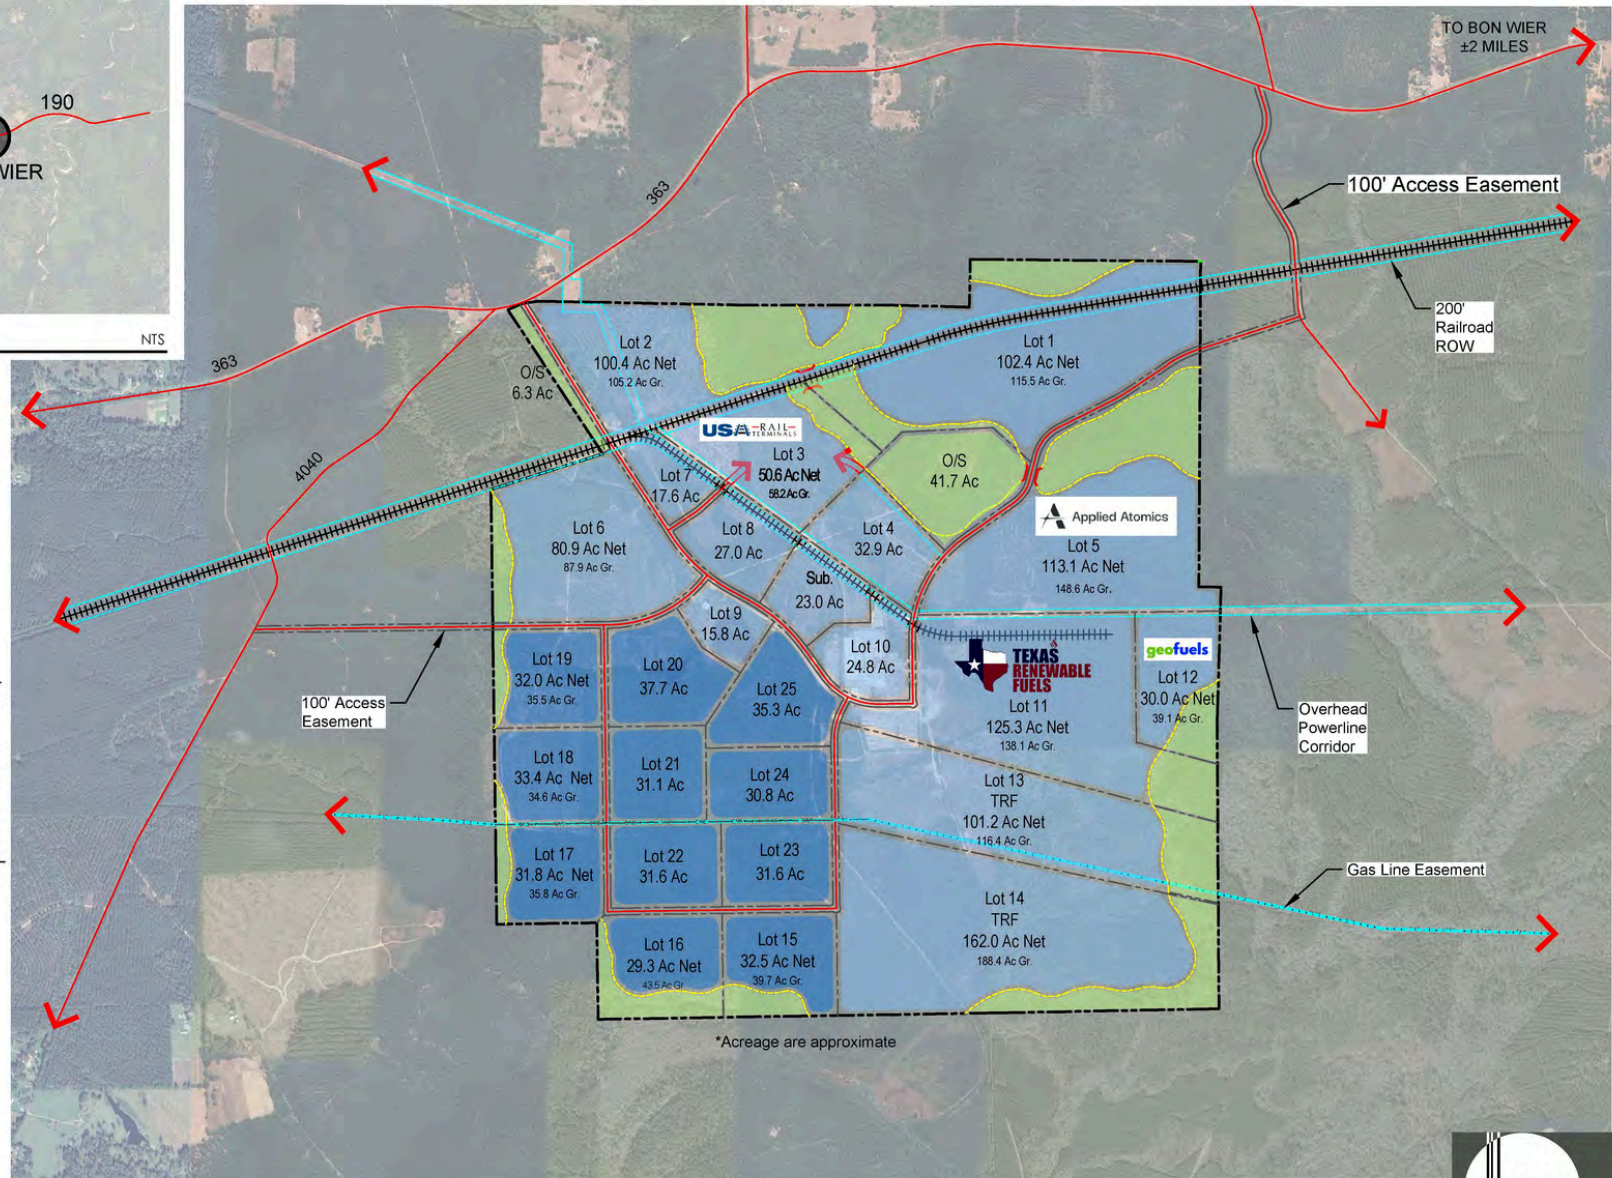 190
WIER
NTS
TO BON WIER
±2 MILES
363
363
4040
100' Access Easement
200'
Railroad
ROW
Lot 2
100.4 Ac Net
105.2 Ac Gr.
O/S
6.3 Ac
Lot 1
102.4 Ac Net
115.5 Ac Gr.
USA RAIL
TERMINALS
Lot 3
50.6 Ac Net
58.2 Ac Gr.
O/S
41.7 Ac
Lot 7
17.6 Ac
Lot 6
80.9 Ac Net
87.9 Ac Gr.
Lot 8
27.0 Ac
Lot 4
32.9 Ac
Applied Atomics
Lot 5
113.1 Ac Net
148.6 Ac Gr.
Sub.
23.0 Ac
Lot 9
15.8 Ac
Lot 10
24.8 Ac
TEXAS
RENEWABLE
FUELS
Lot 11
125.3 Ac Net
138.1 Ac Gr.
geofuels
Lot 12
30.0 Ac Net
39.1 Ac Gr.
Overhead
Powerline
Corridor
100' Access
Easement
Lot 19
32.0 Ac Net
35.5 Ac Gr.
Lot 20
37.7 Ac
Lot 25
35.3 Ac
Lot 18
33.4 Ac Net
34.6 Ac Gr.
Lot 21
31.1 Ac
Lot 24
30.8 Ac
Lot 13
TRF
101.2 Ac Net
116.4 Ac Gr.
Lot 17
31.8 Ac Net
35.8 Ac Gr.
Lot 22
31.6 Ac
Lot 23
31.6 Ac
Gas Line Easement
Lot 14
TRF
162.0 Ac Net
188.4 Ac Gr.
Lot 16
29.3 Ac Net
43.5 Ac Gr
Lot 15
32.5 Ac Net
39.7 Ac Gr.
*Acreage are approximate